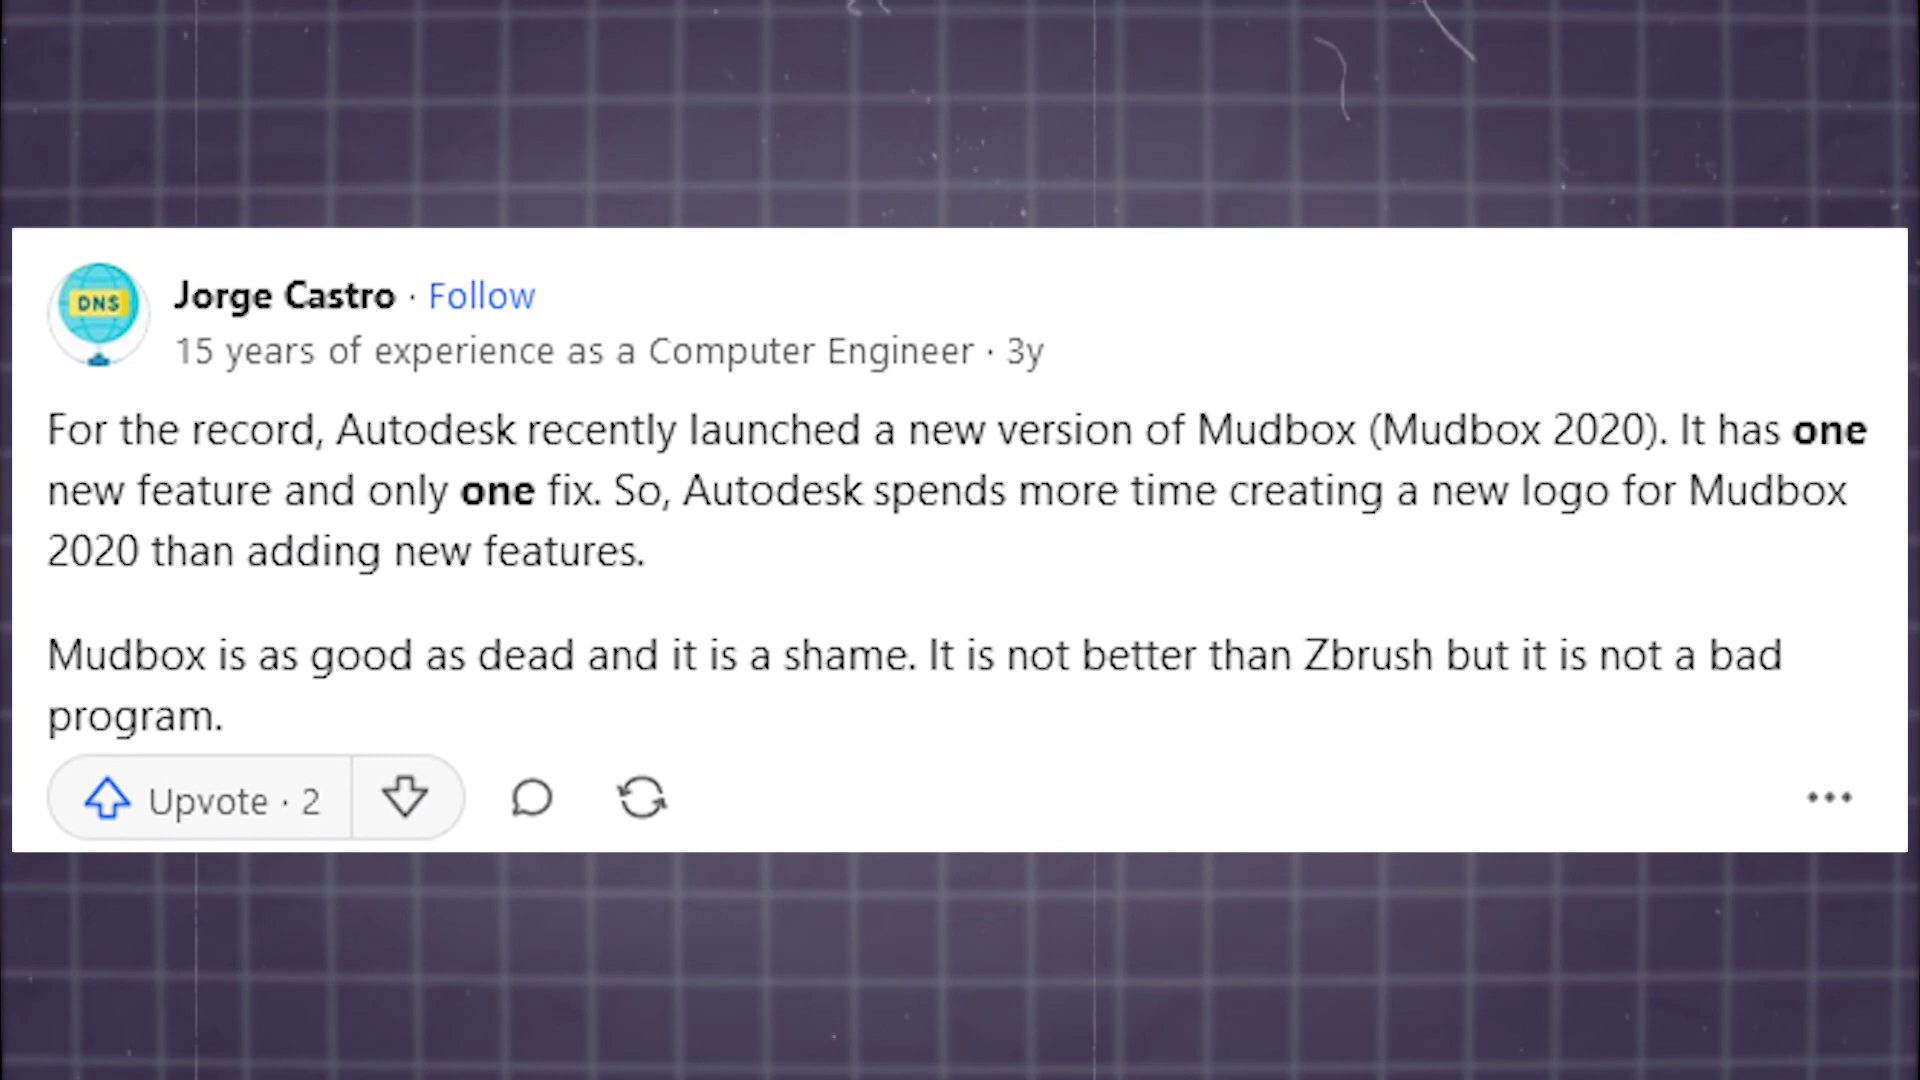 DNS
Jorge Castro · Follow
15 years of experience as a Computer Engineer · 3y
For the record, Autodesk recently launched a new version of Mudbox (Mudbox 2020). It has one
new feature and only one fix. So, Autodesk spends more time creating a new logo for Mudbox
2020 than adding new features.
Mudbox is as good as dead and it is a shame. It is not better than Zbrush but it is not a bad
program.
Upvote · 2